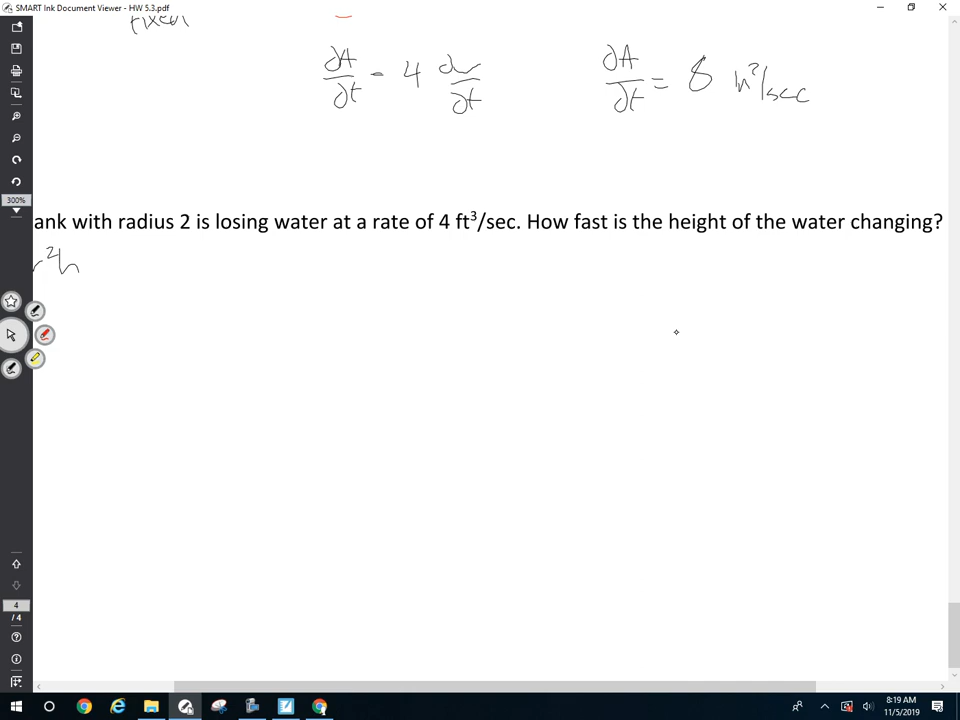 SMART Ink Document Viewer - HW 5.3.pdf
fixed
∂A/∂t = 4 dw/∂t    ∂A/∂t = 8 in²/sec
300%
ank with radius 2 is losing water at a rate of 4 ft³/sec. How fast is the height of the water changing?
r²h
4
/ 4
8:19 AM
11/5/2019